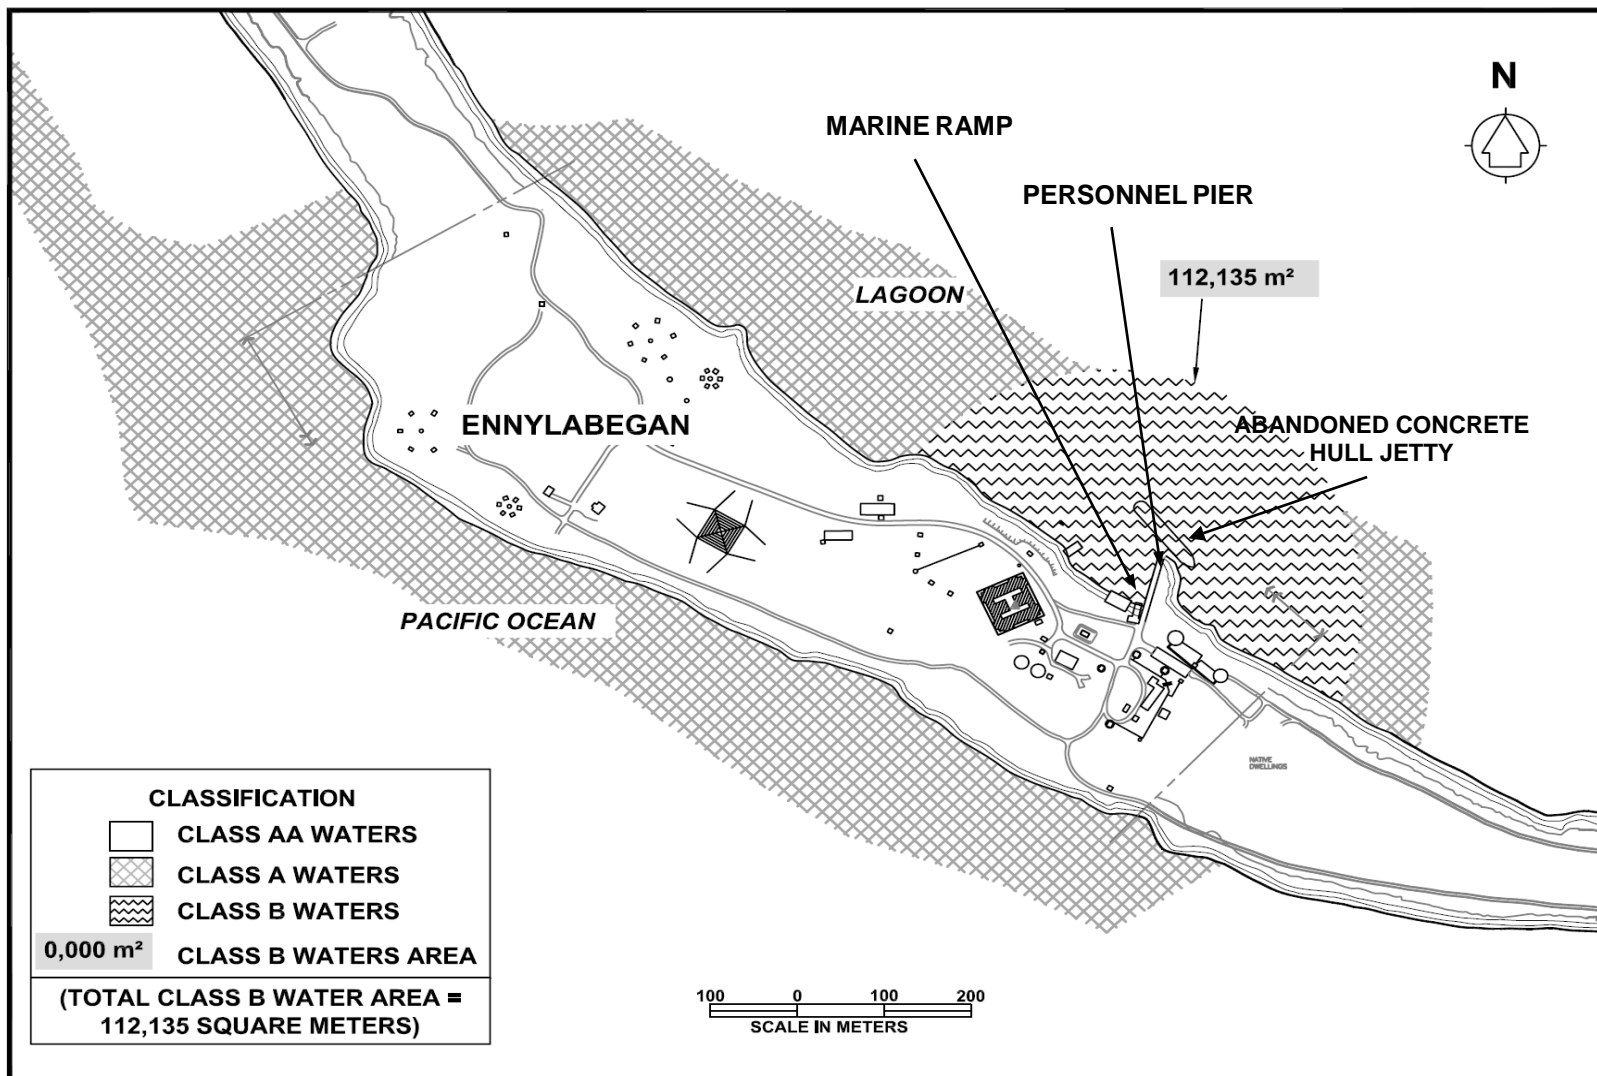 N
MARINE RAMP
PERSONNEL PIER
112,135 m²
LAGOON
ABANDONED CONCRETE
HULL JETTY
ENNYLABEGAN
PACIFIC OCEAN
H
NATIVE
DWELLINGS
CLASSIFICATION
CLASS AA WATERS
CLASS A WATERS
CLASS B WATERS
0,000 m² CLASS B WATERS AREA
(TOTAL CLASS B WATER AREA =
112,135 SQUARE METERS)
100 0 100 200
SCALE IN METERS